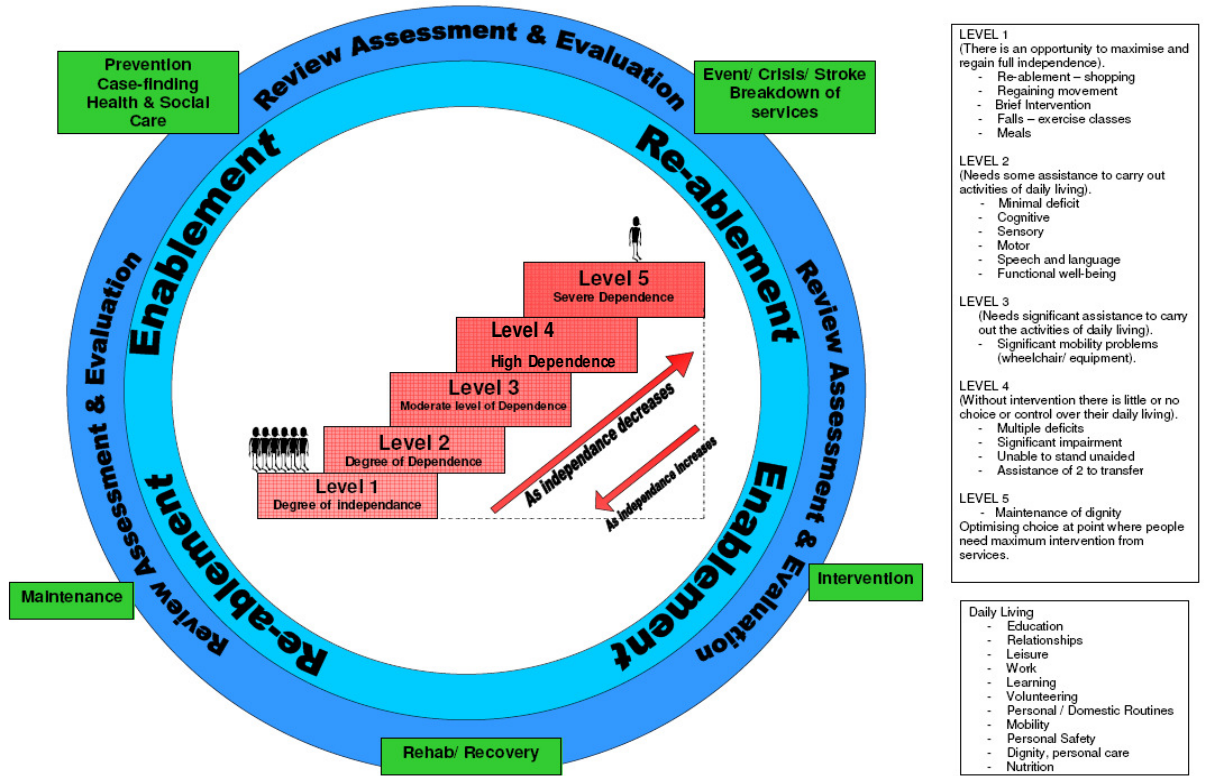 Review Assessment & Evaluation
Prevention
Case-finding
Health & Social
Care
Event/ Crisis/ Stroke
Breakdown of
services
Enablement
Re-ablement
Review Assessment & Evaluation
Review Assessment & Evaluation
Level 5
Severe Dependence
Level 4
High Dependence
Level 3
Moderate level of Dependence
Level 2
Degree of Dependence
Level 1
Degree of independance
As independance decreases
As independance increases
Re-ablement
Enablement
Maintenance
Intervention
Rehab/ Recovery
LEVEL 1
(There is an opportunity to maximise and
regain full independence).
- Re-ablement – shopping
- Regaining movement
- Brief Intervention
- Falls – exercise classes
- Meals
LEVEL 2
(Needs some assistance to carry out
activities of daily living).
- Minimal deficit
- Cognitive
- Sensory
- Motor
- Speech and language
- Functional well-being
LEVEL 3
(Needs significant assistance to carry
out the activities of daily living).
- Significant mobility problems
(wheelchair/ equipment).
LEVEL 4
(Without intervention there is little or no
choice or control over their daily living).
- Multiple deficits
- Significant impairment
- Unable to stand unaided
- Assistance of 2 to transfer
LEVEL 5
- Maintenance of dignity
Optimising choice at point where people
need maximum intervention from
services.
Daily Living
- Education
- Relationships
- Leisure
- Work
- Learning
- Volunteering
- Personal / Domestic Routines
- Mobility
- Personal Safety
- Dignity, personal care
- Nutrition